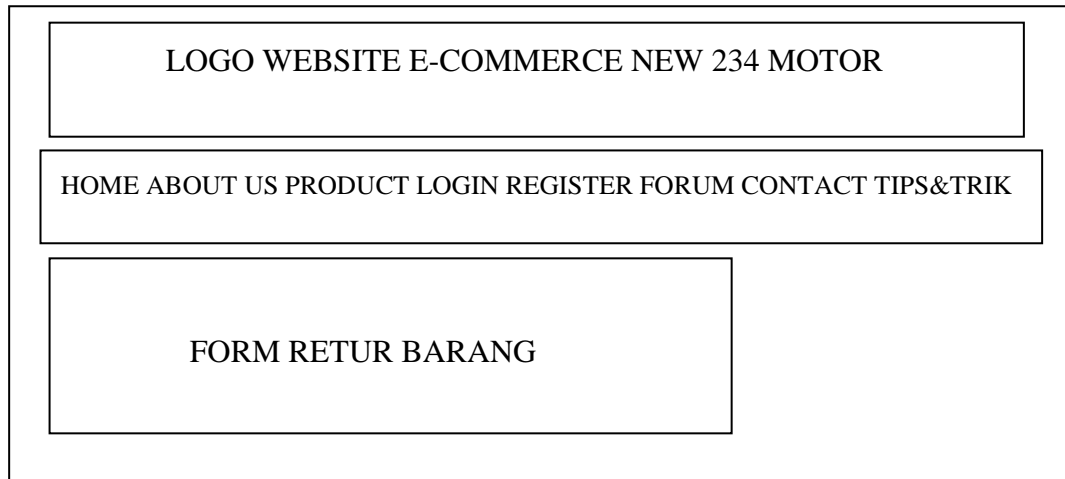 LOGO WEBSITE E-COMMERCE NEW 234 MOTOR
HOME ABOUT US PRODUCT LOGIN REGISTER FORUM CONTACT TIPS&TRIK
FORM RETUR BARANG